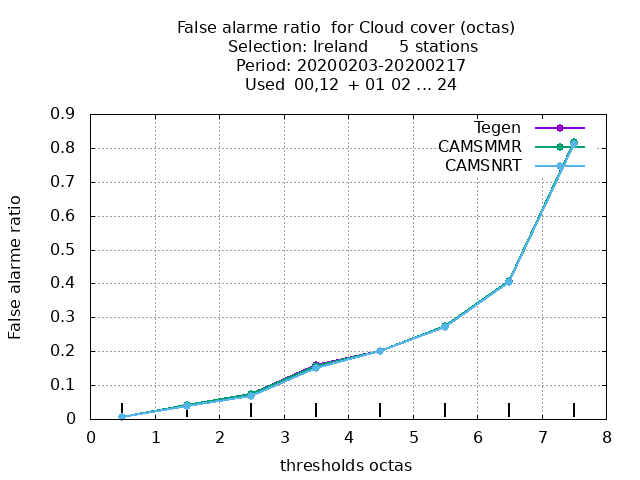 False alarme ratio  for Cloud cover (octas)
Selection: Ireland      5 stations
Period: 20200203-20200217
Used  00,12  + 01 02 ... 24
Tegen
CAMSMMR
CAMSNRT
False alarme ratio
0.9
0.8
0.7
0.6
0.5
0.4
0.3
0.2
0.1
0
0 1 2 3 4 5 6 7 8
thresholds octas